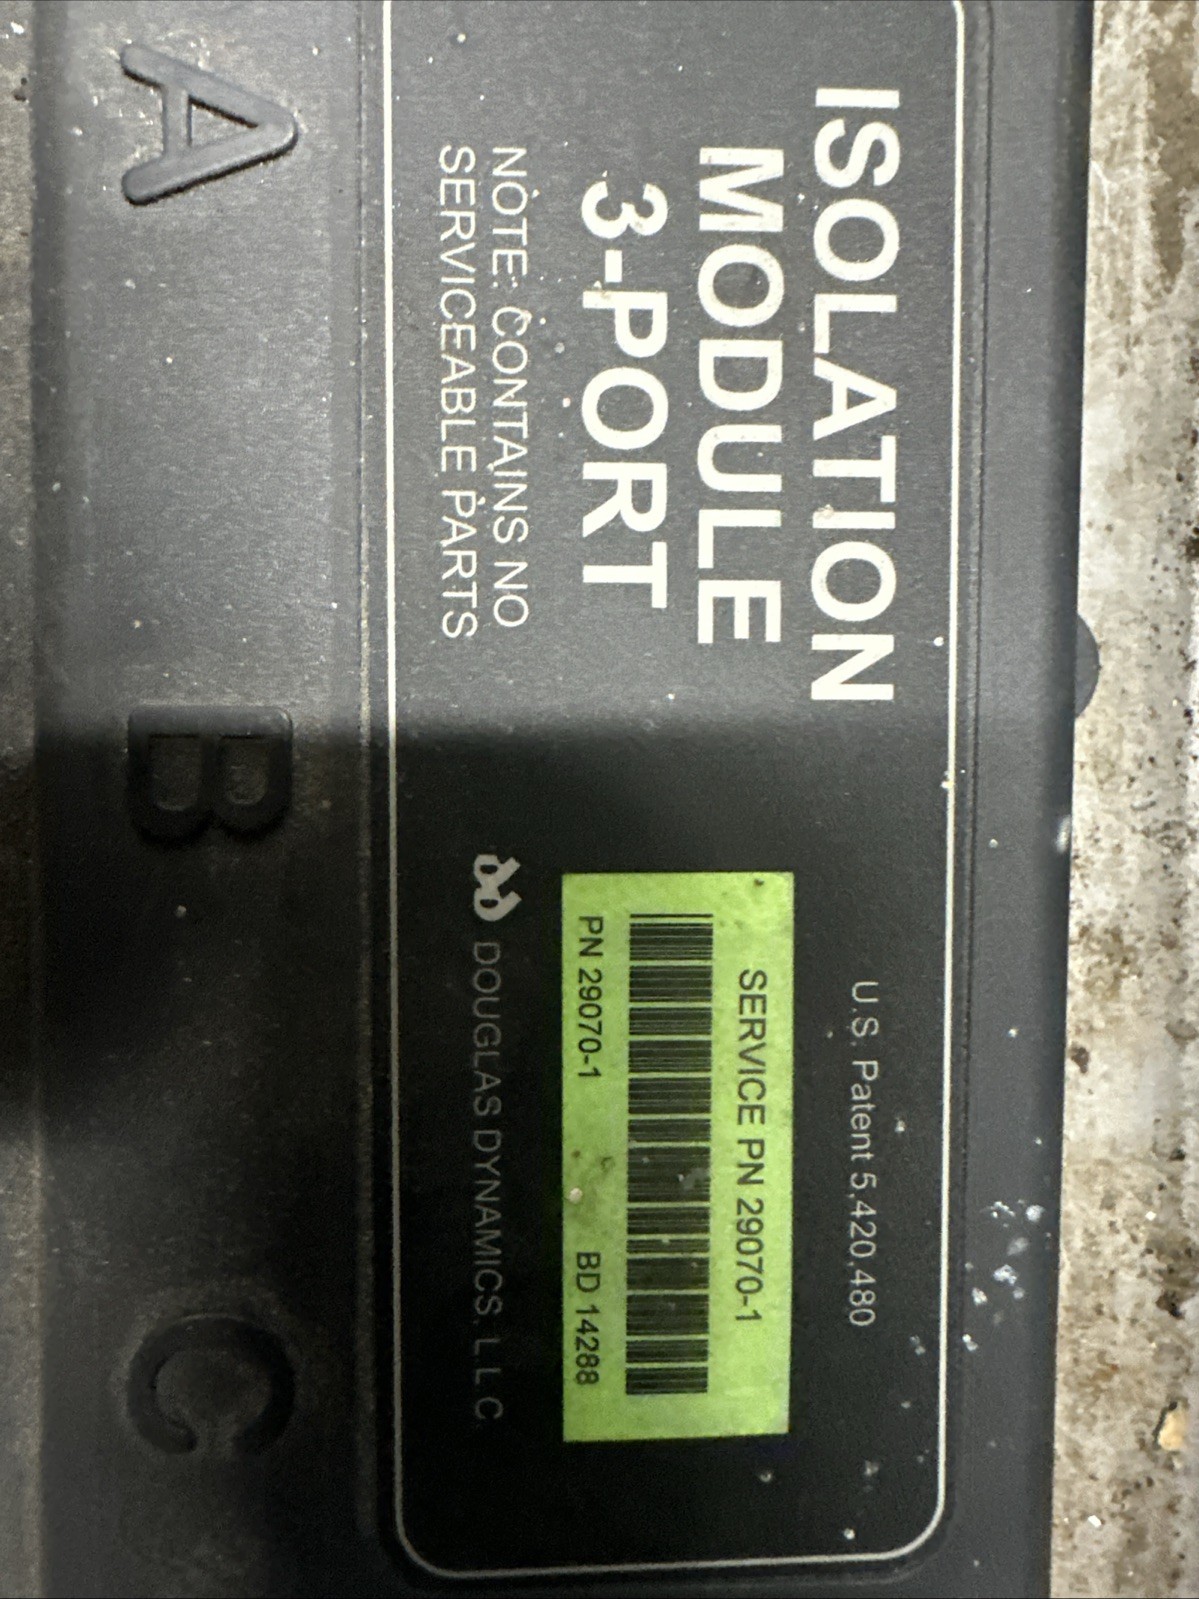 ISOLATION
MODULE
3-PORT
NOTE: CONTAINS NO
SERVICEABLE PARTS
U.S. Patent 5,420,480
SERVICE PN 29070-1
PN 29070-1 BD 14288
DOUGLAS DYNAMICS, L.L.C
A B C